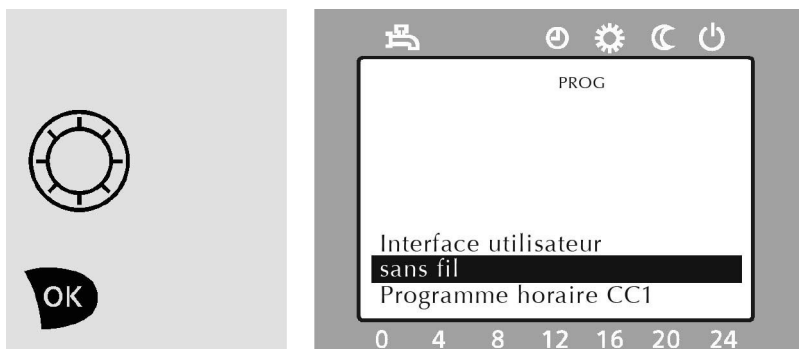 PROG
Interface utilisateur
sans fil
Programme horaire CC1
OK
0 4 8 12 16 20 24